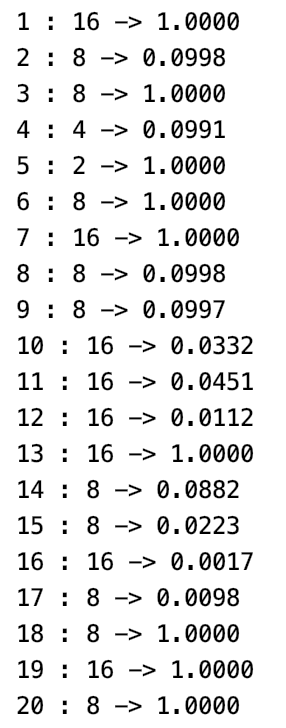 1 : 16 -> 1.0000
2 : 8 -> 0.0998
3 : 8 -> 1.0000
4 : 4 -> 0.0991
5 : 2 -> 1.0000
6 : 8 -> 1.0000
7 : 16 -> 1.0000
8 : 8 -> 0.0998
9 : 8 -> 0.0997
10 : 16 -> 0.0332
11 : 16 -> 0.0451
12 : 16 -> 0.0112
13 : 16 -> 1.0000
14 : 8 -> 0.0882
15 : 8 -> 0.0223
16 : 16 -> 0.0017
17 : 8 -> 0.0098
18 : 8 -> 1.0000
19 : 16 -> 1.0000
20 : 8 -> 1.0000